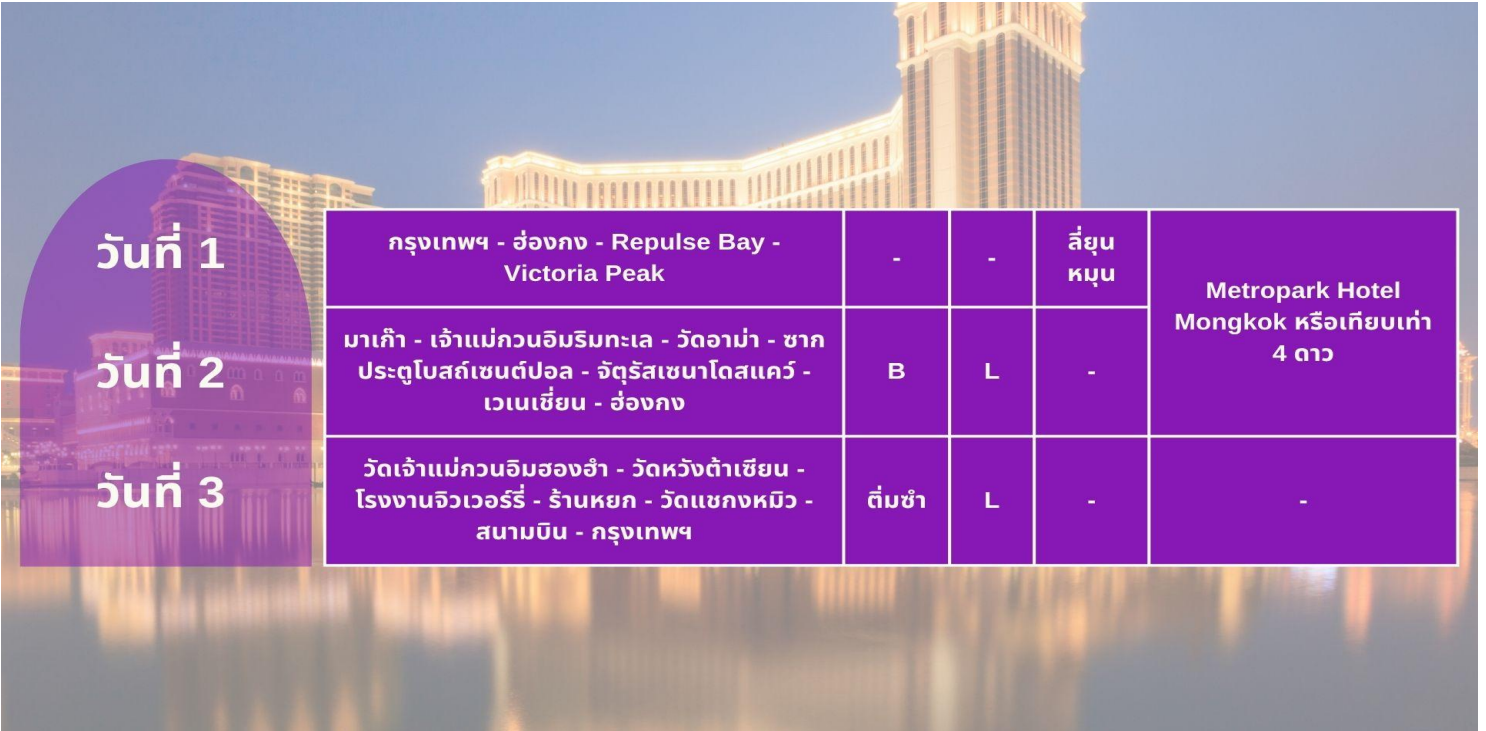 วันที่ 1
กรุงเทพฯ - ฮ่องกง - Repulse Bay -
Victoria Peak
-
-
ลี่ยุน
หมุน
Metropark Hotel
Mongkok หรือเทียบเท่า
4 ดาว
วันที่ 2
มาเก๊า - เจ้าแม่กวนอิมริมทะเล - วัดอาม่า - ซาก
ประตูโบสถ์เซนต์ปอล - จัตุรัสเซนาโดสแควว์ -
เวเนเชี่ยน - ฮ่องกง
B
L
-
วันที่ 3
วัดเจ้าแม่กวนอิมฮองฮำ - วัดหวังต้าเซียน -
โรงงานจิวเวอร์รี่ - ร้านหยก - วัดแชกงหมิว -
สนามบิน - กรุงเทพฯ
ติ่มซำ
L
-
-